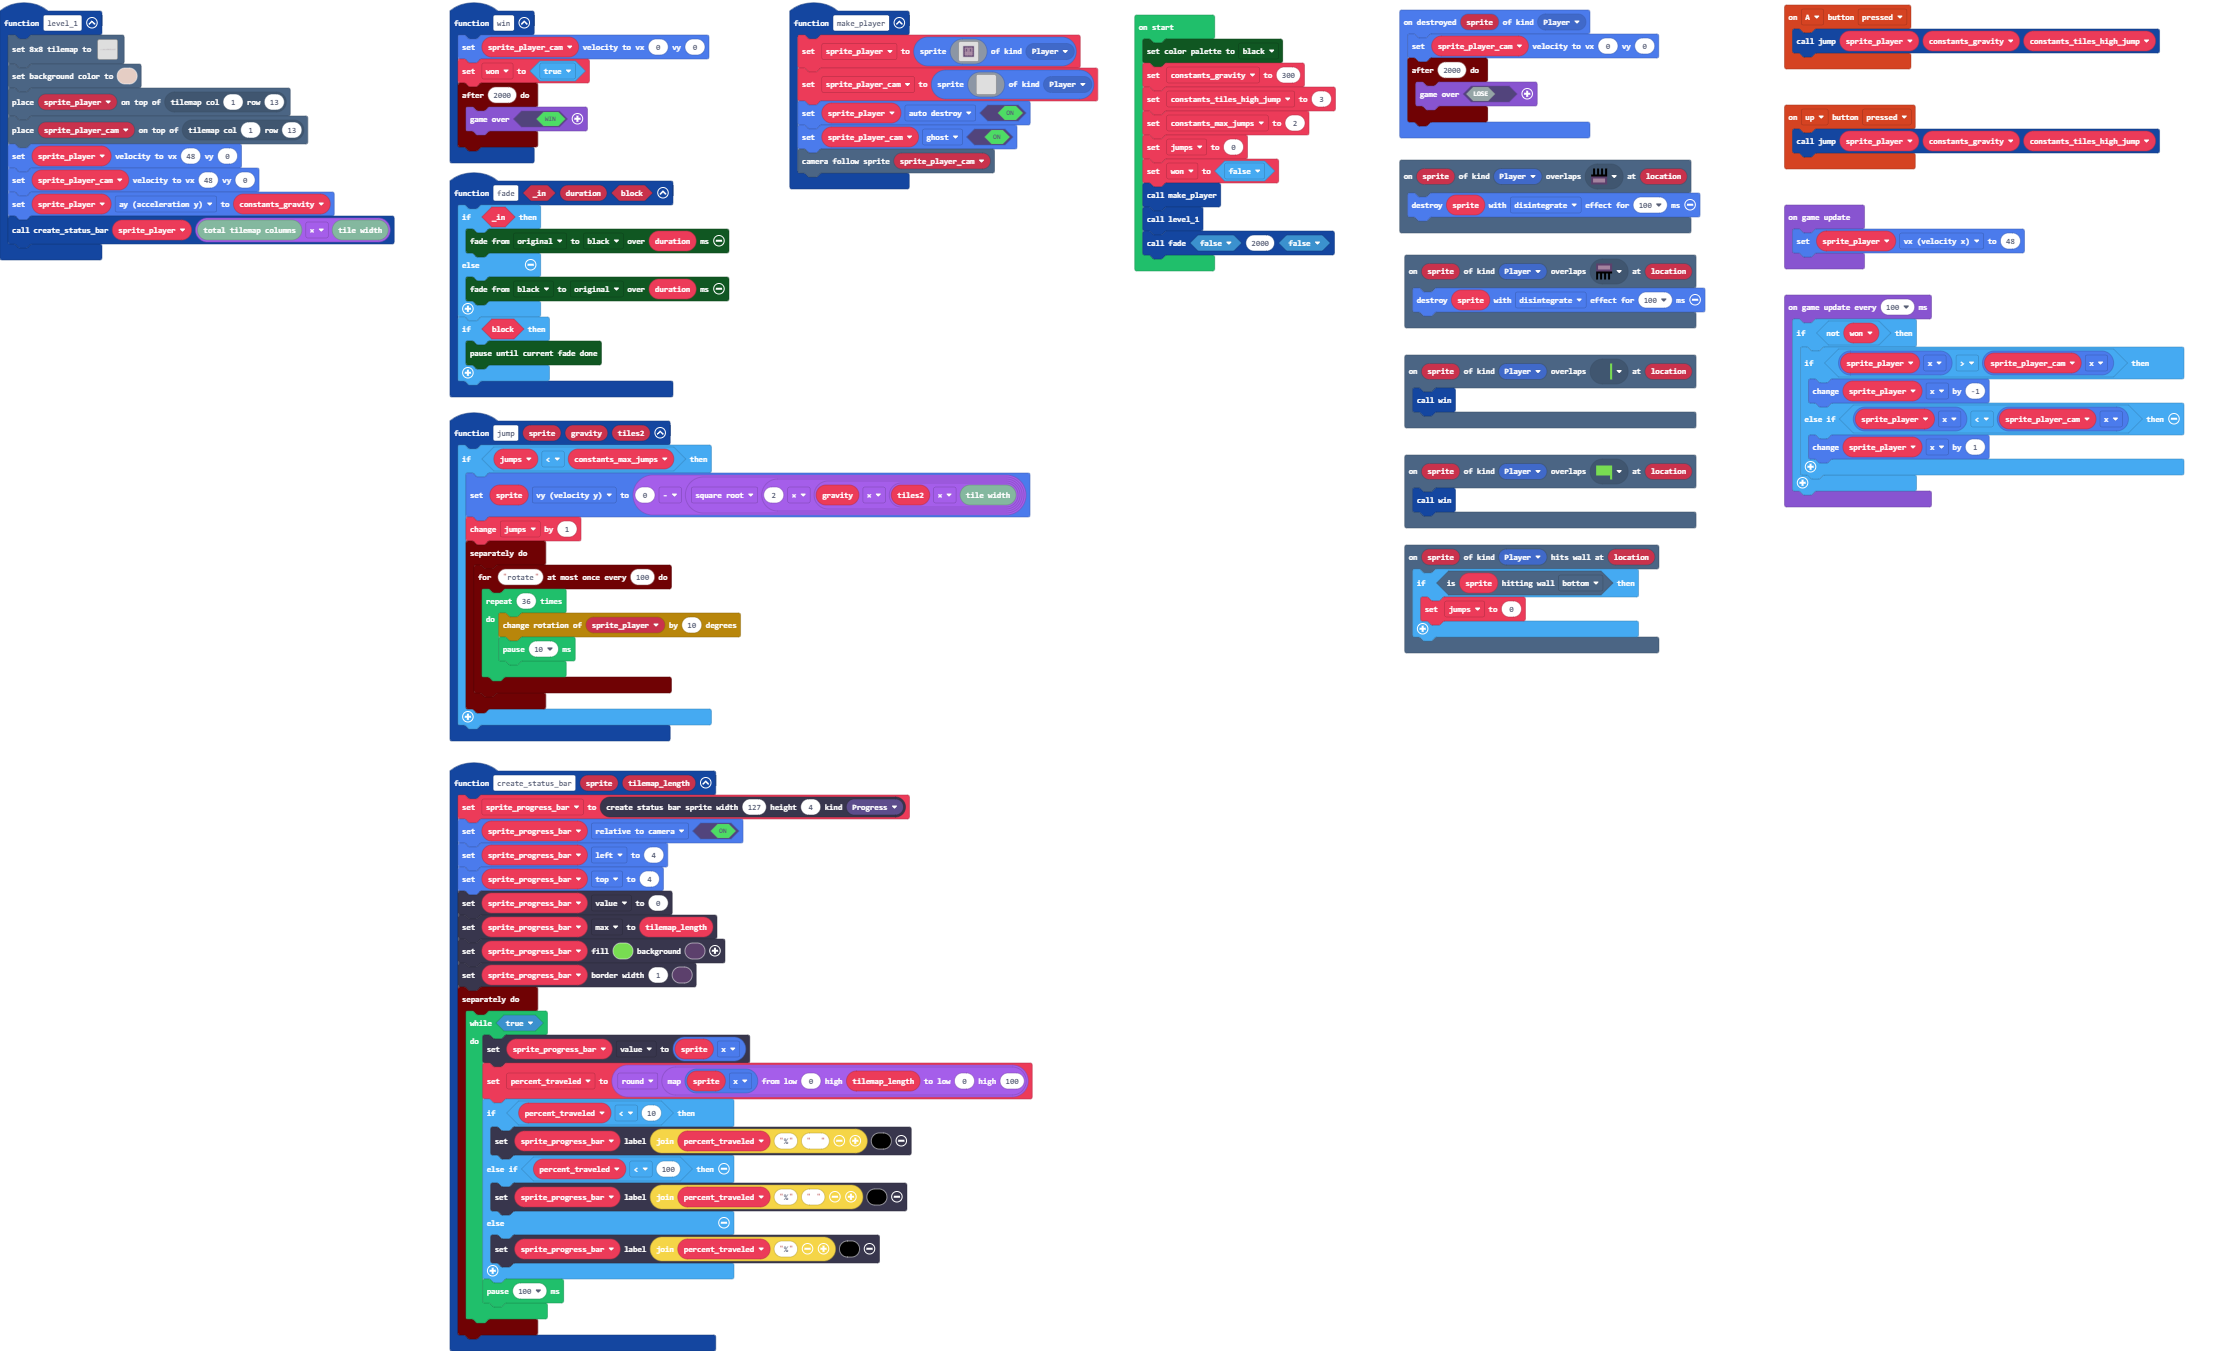 function level_1
set 8x8 tilemap to
set background color to
place sprite_player on top of tilemap col 1 row 13
place sprite_player_cam on top of tilemap col 1 row 13
set sprite_player velocity to vx 48 vy 0
set sprite_player_cam velocity to vx 48 vy 0
set sprite_player ay (acceleration y) to constants_gravity
call create_status_bar sprite_player total tilemap columns × tile width
function win
set sprite_player_cam velocity to vx 0 vy 0
set won to true
after 2000 do
game over WIN
function fade _in duration block
if _in then
fade from original to black over duration ms
else
fade from black to original over duration ms
if block then
pause until current fade done
function jump sprite gravity tiles2
if jumps < constants_max_jumps then
set sprite vy (velocity y) to 0 - square root 2 × gravity × tiles2 × tile width
change jumps by 1
separately do
for "rotate" at most once every 100 do
repeat 36 times
do
change rotation of sprite_player by 10 degrees
pause 10 ms
function create_status_bar sprite tilemap_length
set sprite_progress_bar to create status bar sprite width 127 height 4 kind Progress
set sprite_progress_bar relative to camera ON
set sprite_progress_bar left to 4
set sprite_progress_bar top to 4
set sprite_progress_bar value to 0
set sprite_progress_bar max to tilemap_length
set sprite_progress_bar fill background
set sprite_progress_bar border width 1
separately do
while true
do
set sprite_progress_bar value to sprite x
set percent_traveled to round map sprite x from low 0 high tilemap_length to low 0 high 100
if percent_traveled < 10 then
set sprite_progress_bar label join percent_traveled "%" "  "
else if percent_traveled < 100 then
set sprite_progress_bar label join percent_traveled "%" " "
else
set sprite_progress_bar label join percent_traveled "%"
pause 100 ms
function make_player
set sprite_player to sprite of kind Player
set sprite_player_cam to sprite of kind Player
set sprite_player auto destroy ON
set sprite_player_cam ghost ON
camera follow sprite sprite_player_cam
on start
set color palette to black
set constants_gravity to 300
set constants_tiles_high_jump to 3
set constants_max_jumps to 2
set jumps to 0
set won to false
call make_player
call level_1
call fade false 2000 false
on destroyed sprite of kind Player
set sprite_player_cam velocity to vx 0 vy 0
after 2000 do
game over LOSE
on sprite of kind Player overlaps at location
destroy sprite with disintegrate effect for 100 ms
on sprite of kind Player overlaps at location
destroy sprite with disintegrate effect for 100 ms
on sprite of kind Player overlaps at location
call win
on sprite of kind Player overlaps at location
call win
on sprite of kind Player hits wall at location
if is sprite hitting wall bottom then
set jumps to 0
on A button pressed
call jump sprite_player constants_gravity constants_tiles_high_jump
on up button pressed
call jump sprite_player constants_gravity constants_tiles_high_jump
on game update
set sprite_player vx (velocity x) to 48
on game update every 100 ms
if not won then
if sprite_player x > sprite_player_cam x then
change sprite_player x by -1
else if sprite_player x < sprite_player_cam x then
change sprite_player x by 1